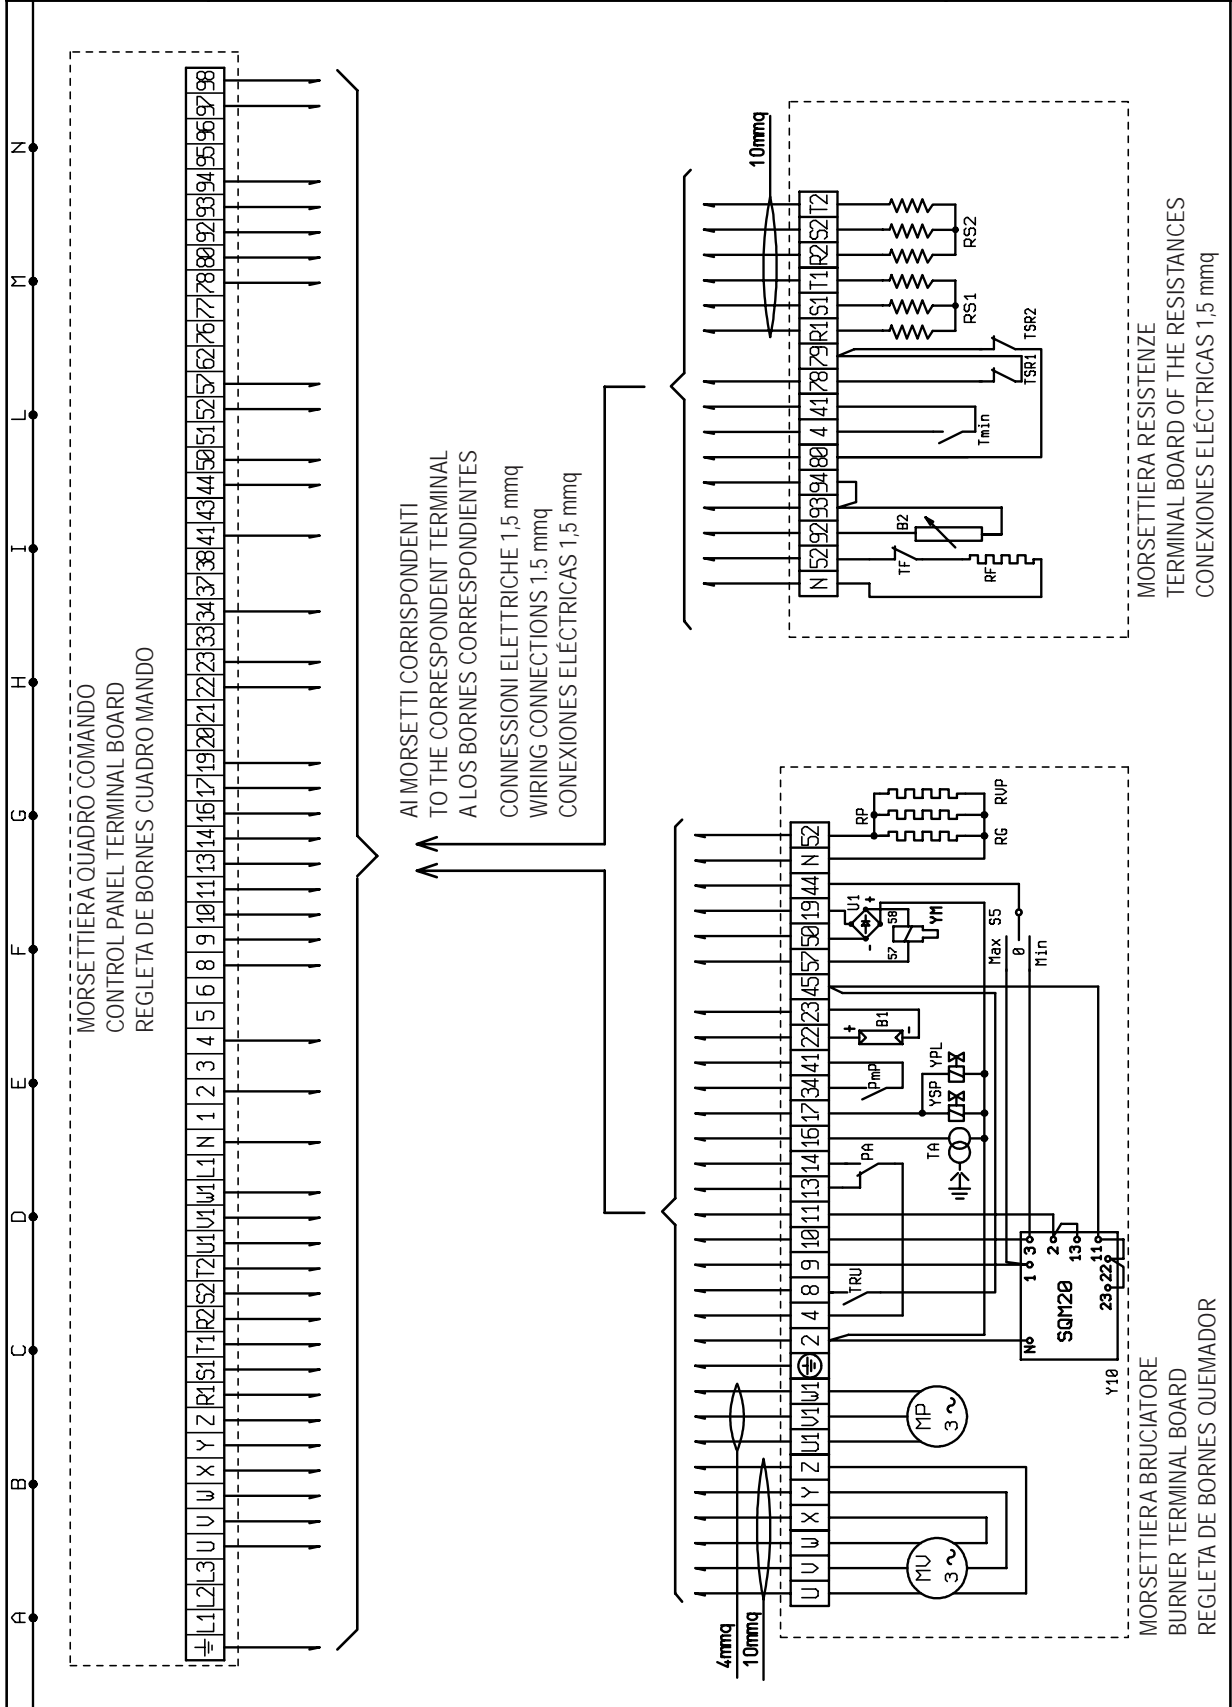 A B C D E F G H I L M N
MORSETTIERA QUADRO COMANDO
CONTROL PANEL TERMINAL BOARD
REGLETA DE BORNES CUADRO MANDO
L1 L2 L3 U V W X Y Z R1 S1 T1 R2 S2 T2 U1 V1 W1 L1 N 1 2 3 4 5 6 8 9 10 11 13 14 16 17 19 20 21 22 23 33 34 37 38 41 43 44 50 51 52 57 62 76 77 78 80 92 93 94 95 96 97 98
AI MORSETTI CORRISPONDENTI
TO THE CORRESPONDENT TERMINAL
A LOS BORNES CORRESPONDIENTES
CONNESSIONI ELETTRICHE 1,5 mmq
WIRING CONNECTIONS 1.5 mmq
CONEXIONES ELÉCTRICAS 1,5 mmq
4mmq
10mmq
U V W X Y Z U1 V1 W1 2 4 8 9 10 11 13 14 16 17 34 41 22 23 45 57 50 19 44 N 52
MV
3 ~
MP
3 ~
TRU
PA
TA
YSP
YPL
PmP
+ B1 -
U1
+
-
57
58
YM
RP
RG
RVP
Max
S5
0
Min
N
1
3
2
13
11
22
23
SQM20
Y10
MORSETTIERA BRUCIATORE
BURNER TERMINAL BOARD
REGLETA DE BORNES QUEMADOR
10mmq
N 52 92 93 94 80 4 41 78 79 R1 S1 T1 R2 S2 T2
TF
RF
B2
Tmin
TSR1
TSR2
RS1
RS2
MORSETTIERA RESISTENZE
TERMINAL BOARD OF THE RESISTANCES
CONEXIONES ELÉCTRICAS 1,5 mmq